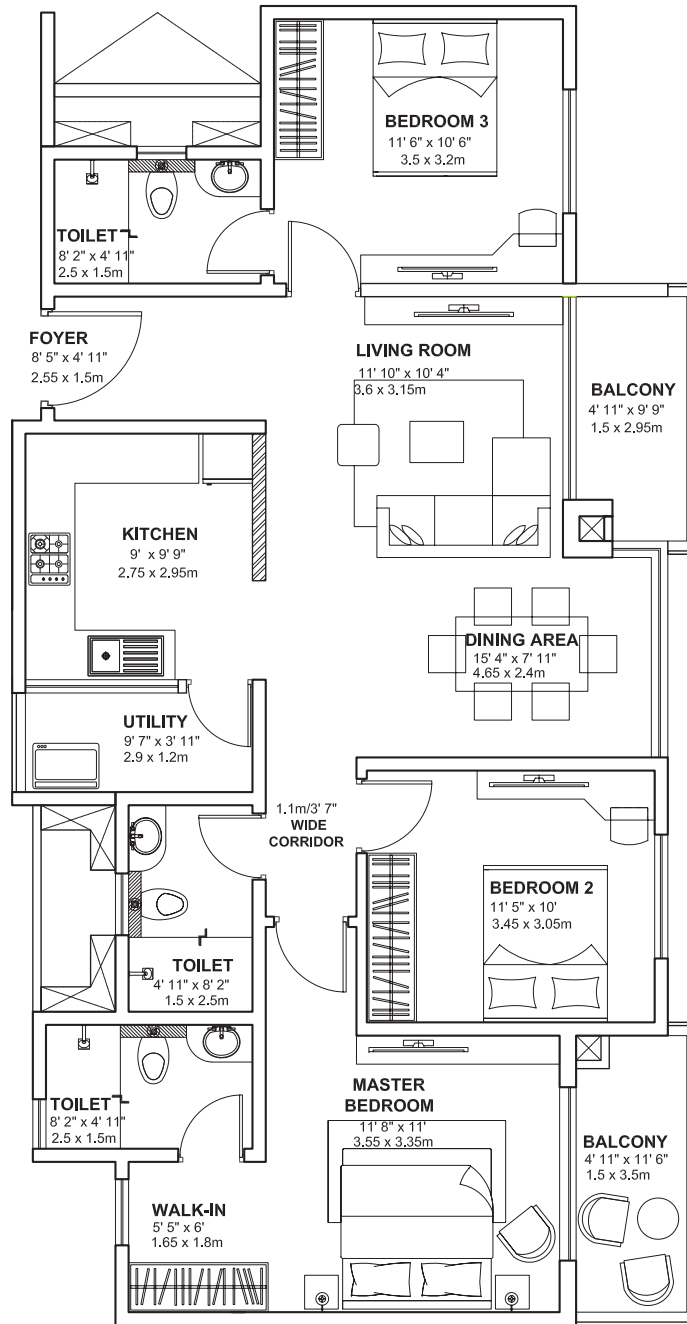 BEDROOM 3
11' 6" x 10' 6"
3.5 x 3.2m
TOILET
8' 2" x 4' 11"
2.5 x 1.5m
FOYER
8' 5" x 4' 11"
2.55 x 1.5m
LIVING ROOM
11' 10" x 10' 4"
3.6 x 3.15m
BALCONY
4' 11" x 9' 9"
1.5 x 2.95m
KITCHEN
9' x 9' 9"
2.75 x 2.95m
DINING AREA
15' 4" x 7' 11"
4.65 x 2.4m
UTILITY
9' 7" x 3' 11"
2.9 x 1.2m
1.1m/3' 7"
WIDE
CORRIDOR
BEDROOM 2
11' 5" x 10'
3.45 x 3.05m
TOILET
4' 11" x 8' 2"
1.5 x 2.5m
TOILET
8' 2" x 4' 11"
2.5 x 1.5m
MASTER
BEDROOM
11' 8" x 11'
3.55 x 3.35m
BALCONY
4' 11" x 11' 6"
1.5 x 3.5m
WALK-IN
5' 5" x 6'
1.65 x 1.8m